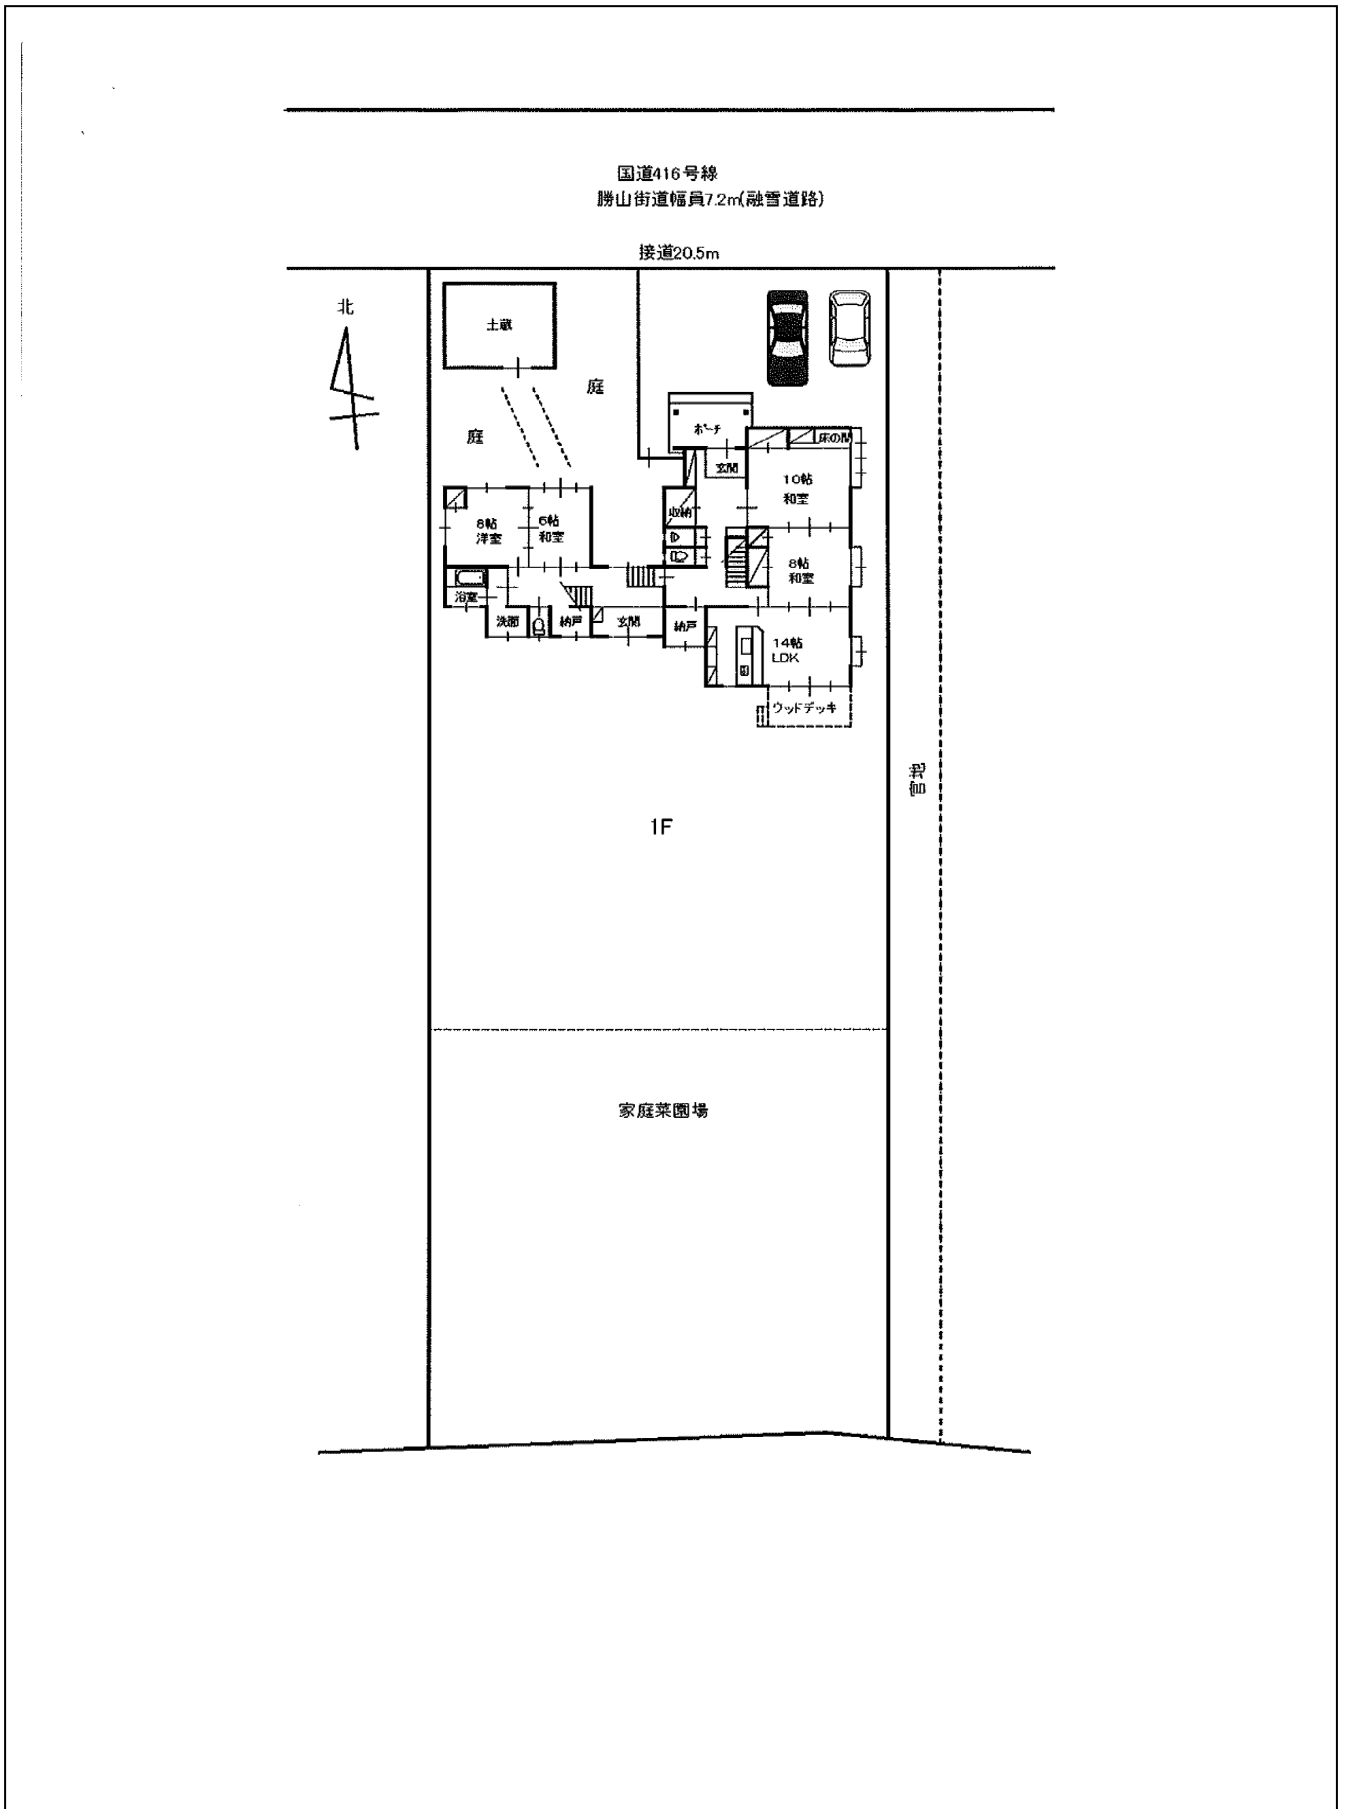 国道416号線
勝山街道幅員7.2m(融雪道路)
接道20.5m
北
土蔵
庭
庭
ポーチ
玄関
床の間
10帖
和室
収納
8帖
洋室
6帖
和室
8帖
和室
浴室
洗面
納戸
玄関
納戸
14帖
LDK
ウッドデッキ
官地
1F
家庭菜園場